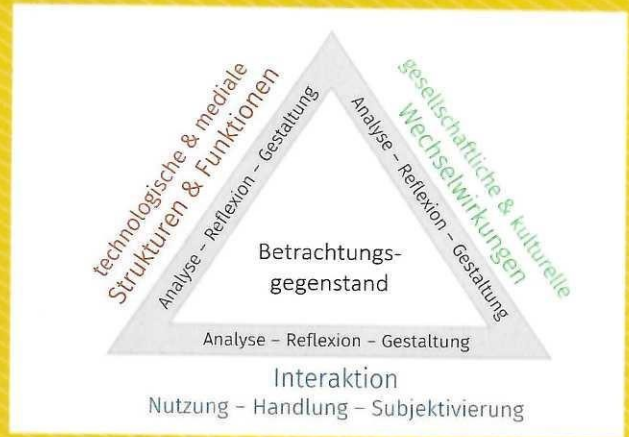 technologische & mediale
Strukturen & Funktionen
Analyse – Reflexion – Gestaltung
gesellschaftliche & kulturelle
Wechselwirkungen
Analyse – Reflexion – Gestaltung
Betrachtungs-
gegenstand
Analyse – Reflexion – Gestaltung
Interaktion
Nutzung – Handlung – Subjektivierung